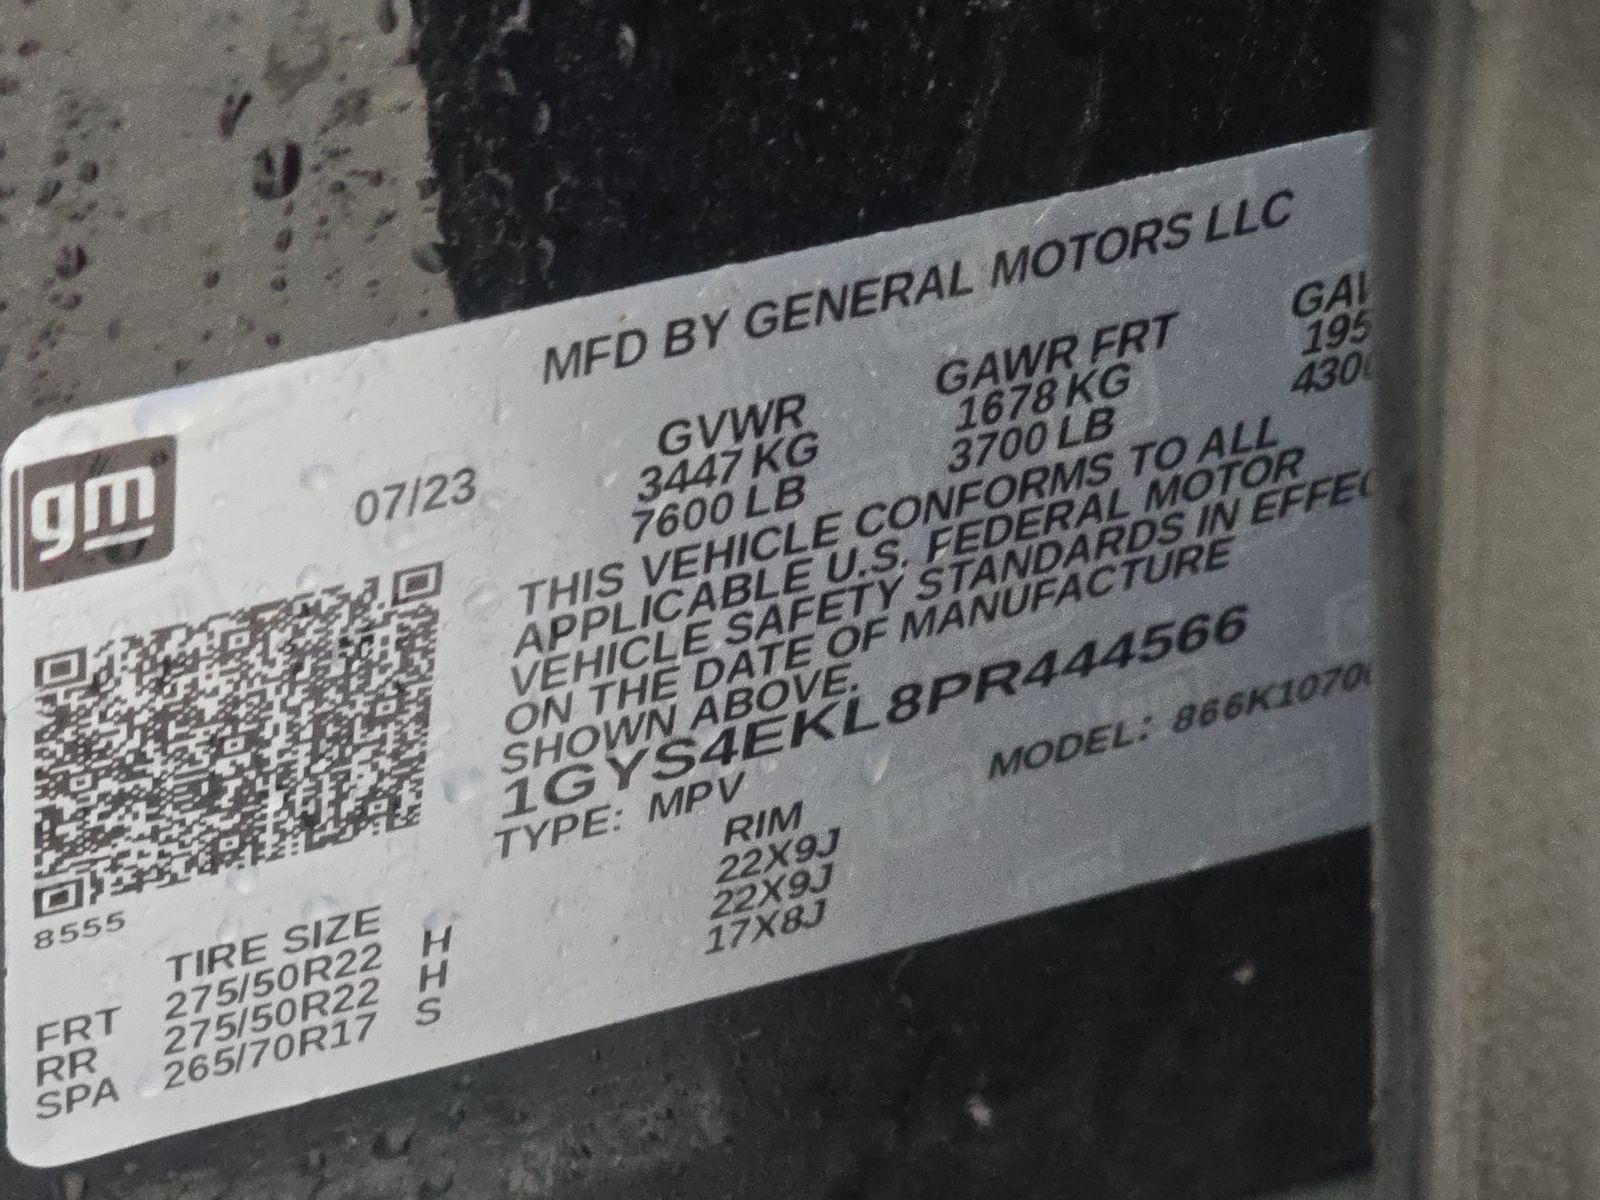 MFD BY GENERAL MOTORS LLC
gm
07/23
GVWR GAWR FRT
3447 KG 1678 KG
7600 LB 3700 LB
THIS VEHICLE CONFORMS TO ALL
APPLICABLE U.S. FEDERAL MOTOR
VEHICLE SAFETY STANDARDS IN
ON THE DATE OF MANUFACTURE
SHOWN ABOVE.
1GYS4EKL8PR444566
TYPE: MPV MODEL:
8555
TIRE SIZE RIM
FRT 275/50R22 H 22X9J
RR 275/50R22 H 22X9J
SPA 265/70R17 S 17X8J